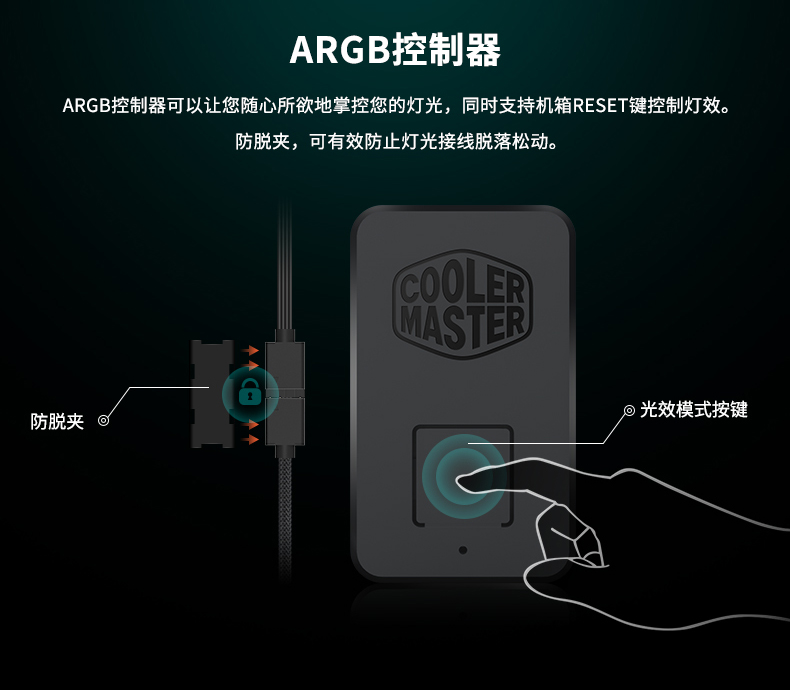 ARGB控制器
ARGB控制器可以让您随心所欲地掌控您的灯光，同时支持机箱RESET键控制灯效。
防脱夹，可有效防止灯光接线脱落松动。
COOLER
MASTER
光效模式按键
防脱夹